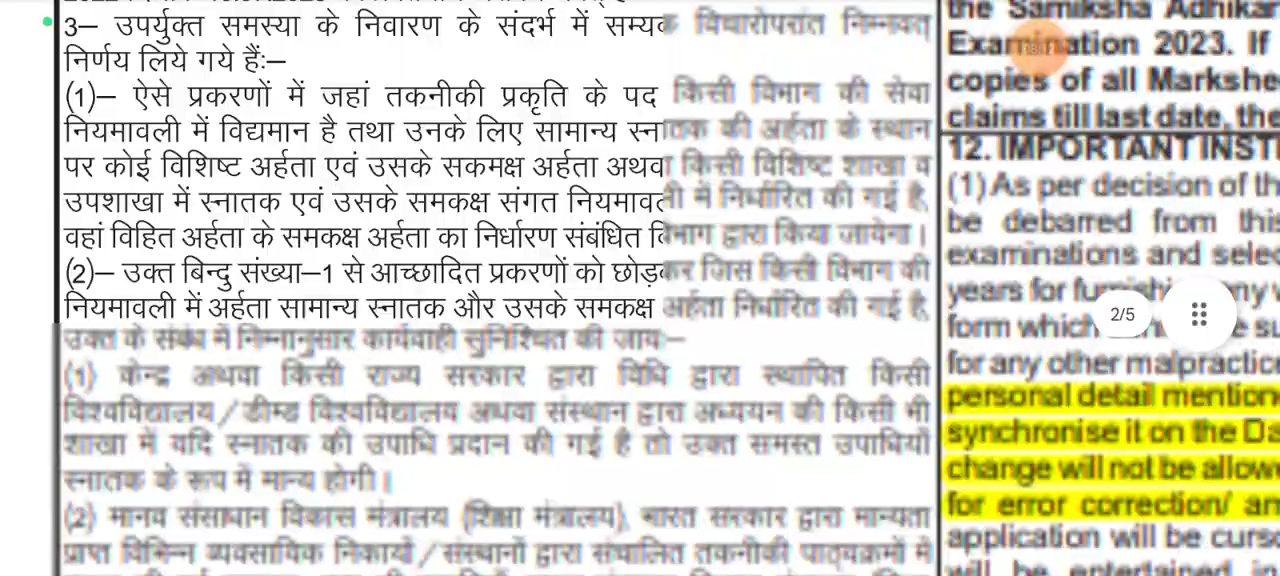 3– उपर्युक्त समस्या के निवारण के संदर्भ में सम्यक विचारोपरांत निम्नवत्
निर्णय लिये गये हैं:–
(1)– ऐसे प्रकरणों में जहां तकनीकी प्रकृति के पद किसी विभाग की सेवा
नियमावली में विद्यमान है तथा उनके लिए सामान्य स्नातक की अर्हता के स्थान
पर कोई विशिष्ट अर्हता एवं उसके सकमक्ष अर्हता अथवा किसी विशिष्ट शाखा व
उपशाखा में स्नातक एवं उसके समकक्ष संगत नियमावली में निर्धारित की गई है,
वहां विहित अर्हता के समकक्ष अर्हता का निर्धारण संबंधित विभाग द्वारा किया जायेगा।
(2)– उक्त बिन्दु संख्या–1 से आच्छादित प्रकरणों को छोड़कर जिस किसी विभाग की
नियमावली में अर्हता सामान्य स्नातक और उसके समकक्ष अर्हता निर्धारित की गई है,
उक्त के संबंध में निम्नानुसार कार्यवाही सुनिश्चित की जाय:–
(1) केन्द्र अथवा किसी राज्य सरकार द्वारा विधि द्वारा स्थापित किसी
विश्वविद्यालय/डीम्ड विश्वविद्यालय अथवा संस्थान द्वारा अध्ययन की किसी भी
शाखा में यदि स्नातक की उपाधि प्रदान की गई है तो उक्त समस्त उपाधियां
स्नातक के रूप में मान्य होगी।
(2) मानव संसाधान विकास मंत्रालय (शिक्षा मंत्रालय), भारत सरकार द्वारा मान्यता
प्राप्त विभिन्न व्यवसायिक निकायों/संस्थानों द्वारा संचालित तकनीकी पाठ्यक्रमों में
the Samiksha Adhikar
Examination 2023. If
copies of all Markshe
claims till last date, the
12. IMPORTANT INST
(1) As per decision of th
be debarred from this
examinations and selec
years for furnishi ny
form which e su
for any other malpractic
personal detail mention
synchronise it on the Da
change will not be allow
for error correction/ an
application will be curso
will be entertained in
2/5